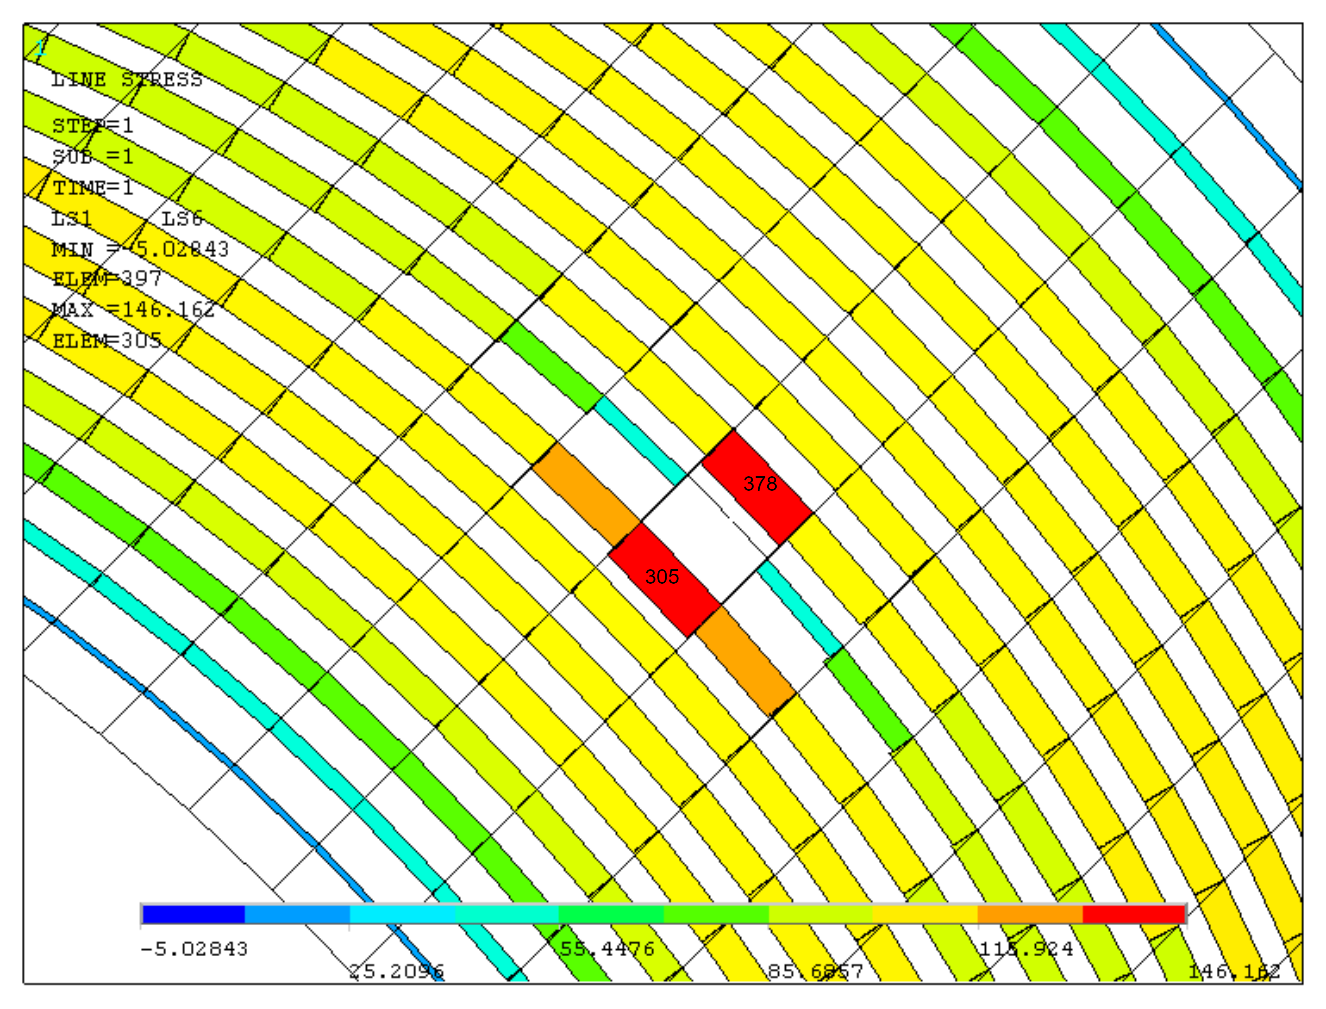 1
LINE STRESS
STEP=1
SUB =1
TIME=1
LS1 LS6
MIN =-5.02843
ELEM=397
MAX =146.162
ELEM=305
378
305
-5.02843 55.4476 115.924
25.2096 85.6857 146.162